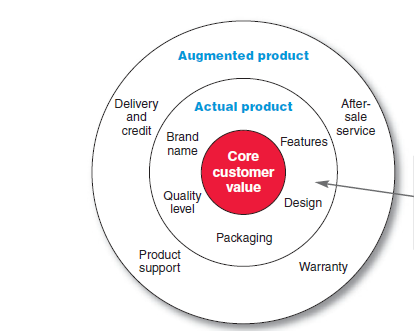 Augmented product
Delivery
and
credit
Actual product
After-
sale
service
Brand
name
Features
Core
customer
value
Quality
level
Design
Packaging
Product
support
Warranty